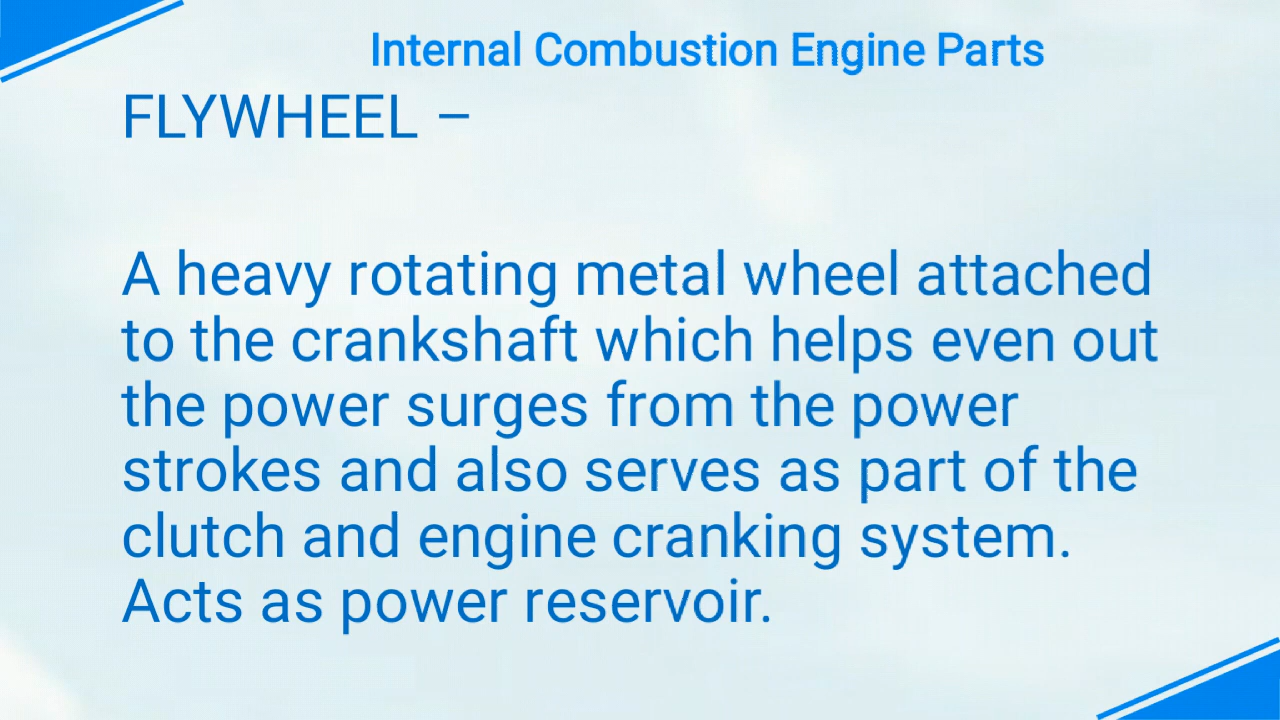 Internal Combustion Engine Parts
FLYWHEEL –
A heavy rotating metal wheel attached
to the crankshaft which helps even out
the power surges from the power
strokes and also serves as part of the
clutch and engine cranking system.
Acts as power reservoir.